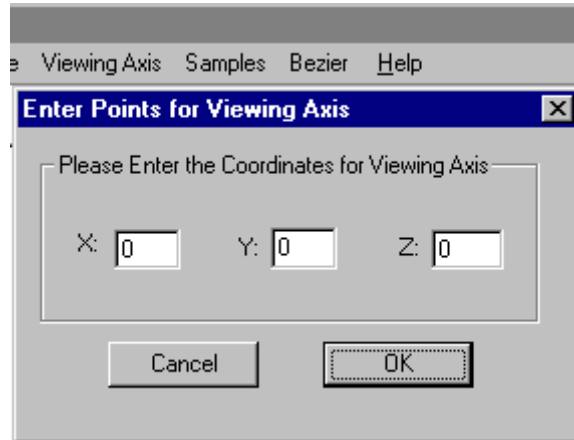 e Viewing Axis Samples Bezier Help
Enter Points for Viewing Axis
Please Enter the Coordinates for Viewing Axis
X: 0 Y: 0 Z: 0
Cancel OK